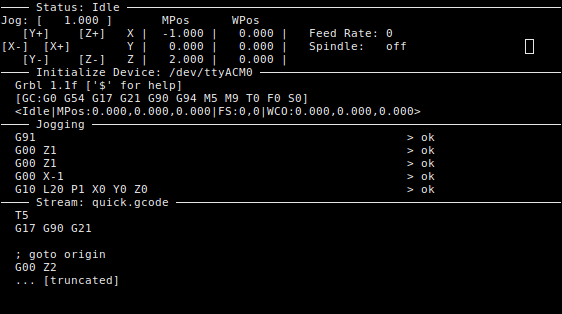 Status: Idle
Jog: [   1.000 ]        MPos       WPos
[Y+]     [Z+]   X |  -1.000 |   0.000 |   Feed Rate: 0
[X-]  [X+]         Y |   0.000 |   0.000 |   Spindle:   off
[Y-]     [Z-]   Z |   2.000 |   0.000 |
Initialize Device: /dev/ttyACM0
Grbl 1.1f ['$' for help]
[GC:G0 G54 G17 G21 G90 G94 M5 M9 T0 F0 S0]
<Idle|MPos:0.000,0.000,0.000|FS:0,0|WCO:0.000,0.000,0.000>
Jogging
G91 > ok
G00 Z1 > ok
G00 Z1 > ok
G00 X-1 > ok
G10 L20 P1 X0 Y0 Z0 > ok
Stream: quick.gcode
T5
G17 G90 G21
; goto origin
G00 Z2
... [truncated]